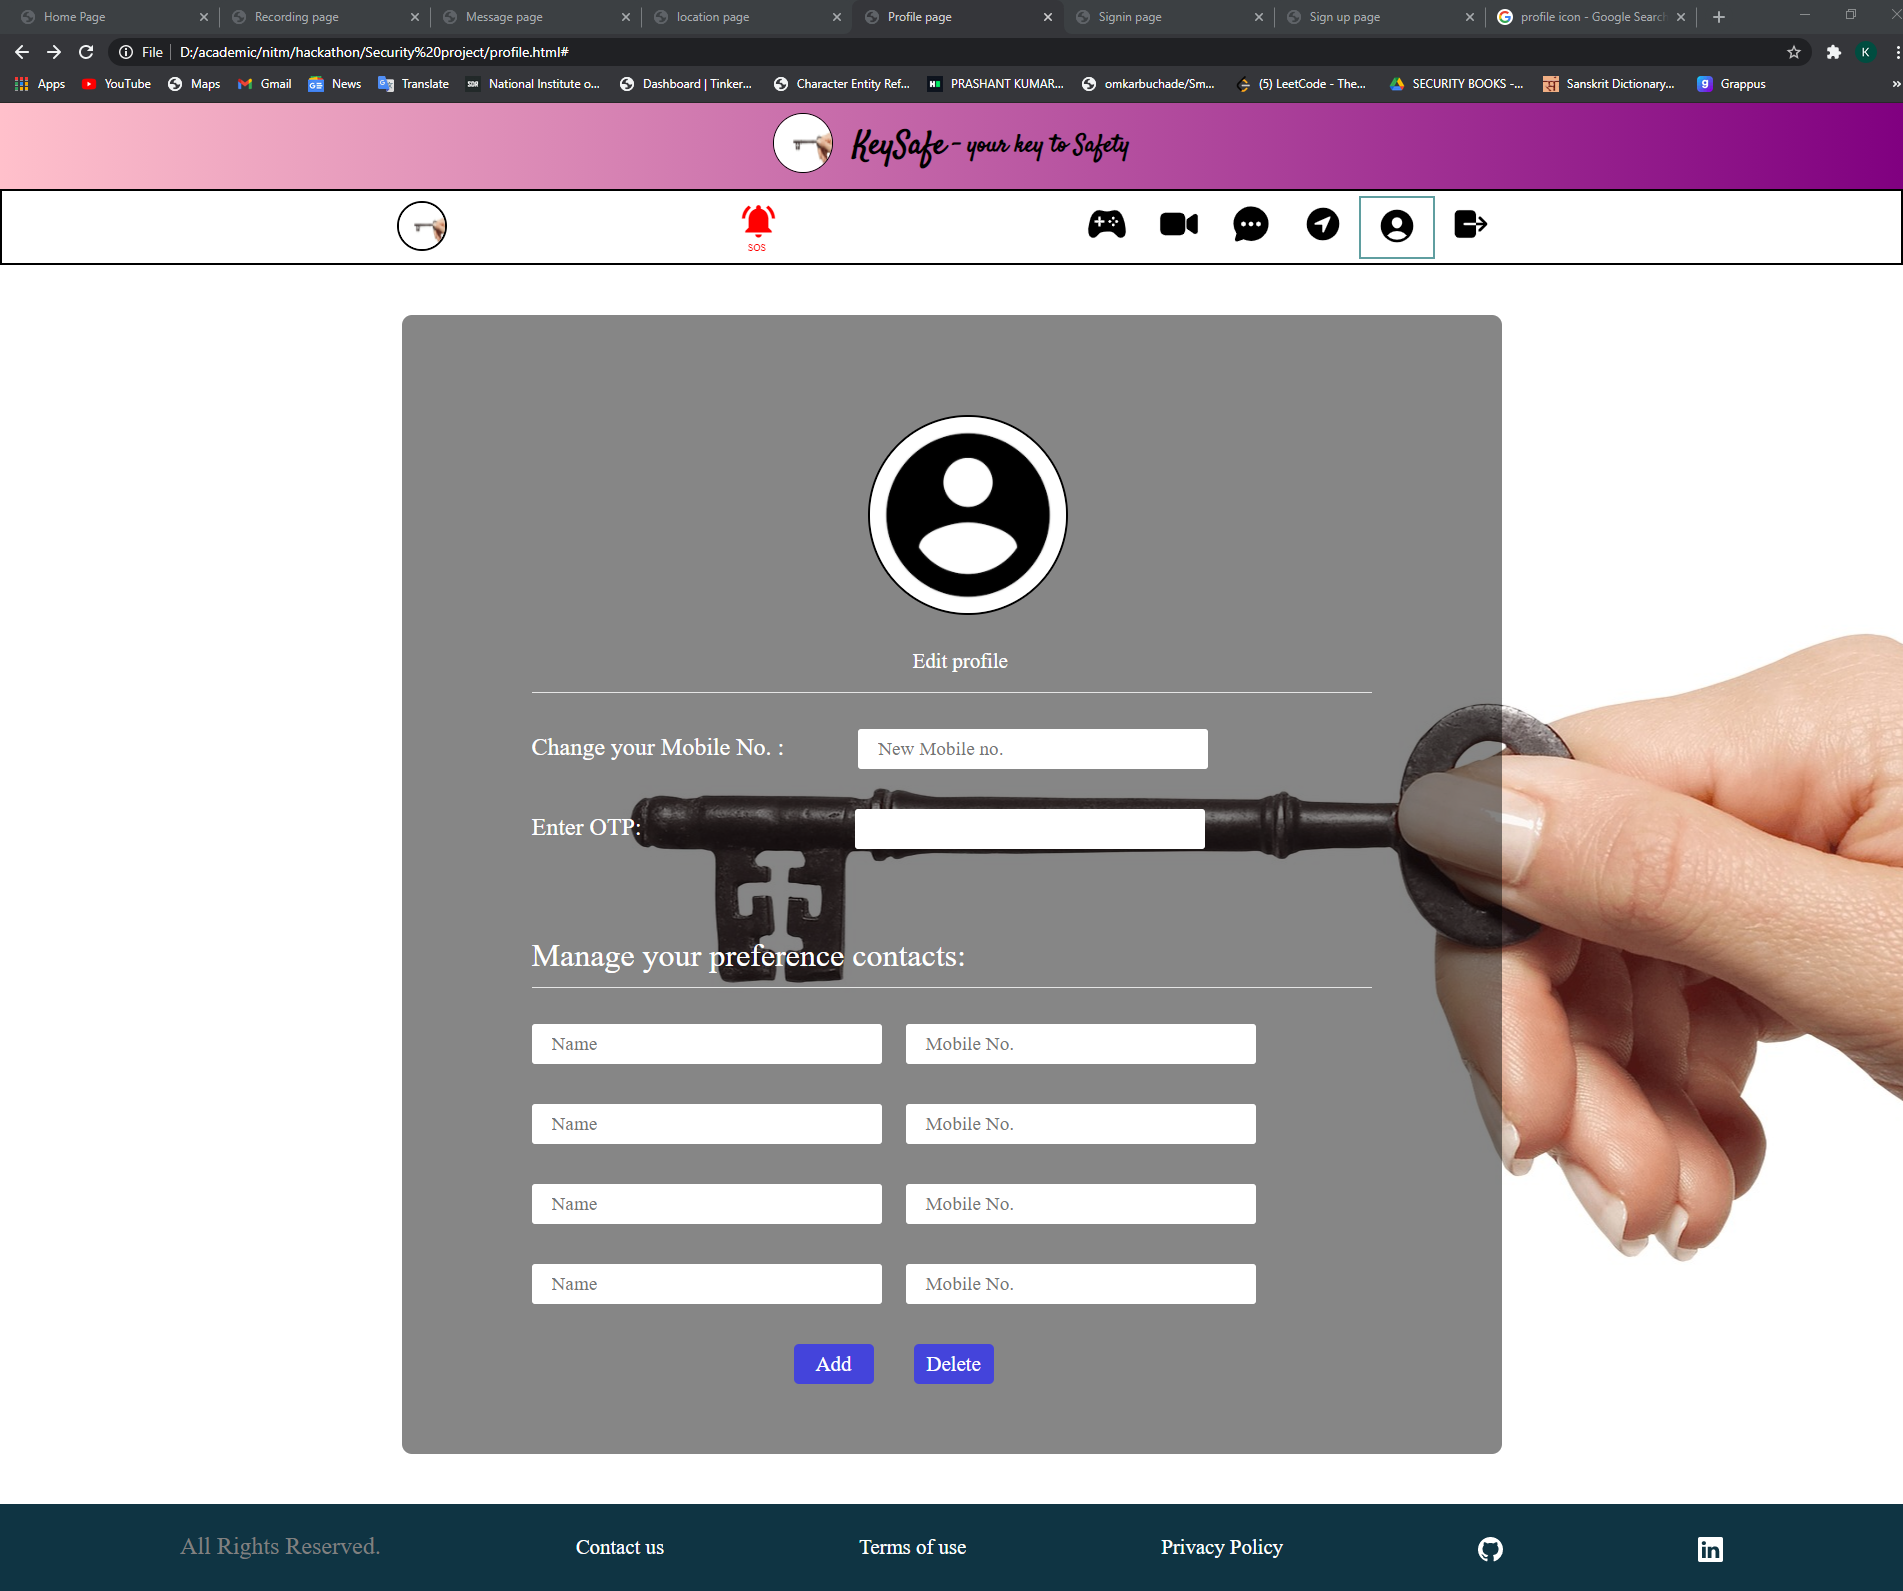 Home Page
Recording page
Message page
location page
Profile page
Signin page
Sign up page
profile icon - Google Search
File
D:/academic/nitm/hackathon/Security%20project/profile.html#
K
Apps
YouTube
Maps
Gmail
News
Translate
National Institute o...
Dashboard | Tinker...
Character Entity Ref...
PRASHANT KUMAR...
omkarbuchade/Sm...
(5) LeetCode - The...
SECURITY BOOKS -...
Sanskrit Dictionary...
Grappus
»
KeySafe - your key to Safety
SOS
Edit profile
Change your Mobile No. :
New Mobile no.
Enter OTP:
Manage your preference contacts:
Name
Mobile No.
Name
Mobile No.
Name
Mobile No.
Name
Mobile No.
Add
Delete
All Rights Reserved.
Contact us
Terms of use
Privacy Policy
in